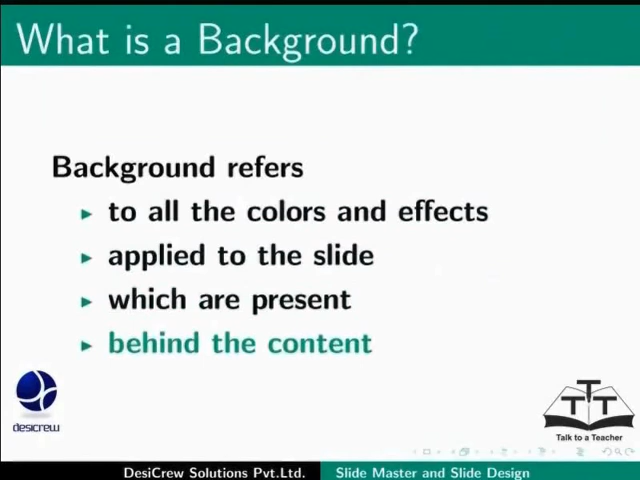 What is a Background?
Background refers
to all the colors and effects
applied to the slide
which are present
behind the content
desicrew
TTT
Talk to a Teacher
DesiCrew Solutions Pvt.Ltd. Slide Master and Slide Design